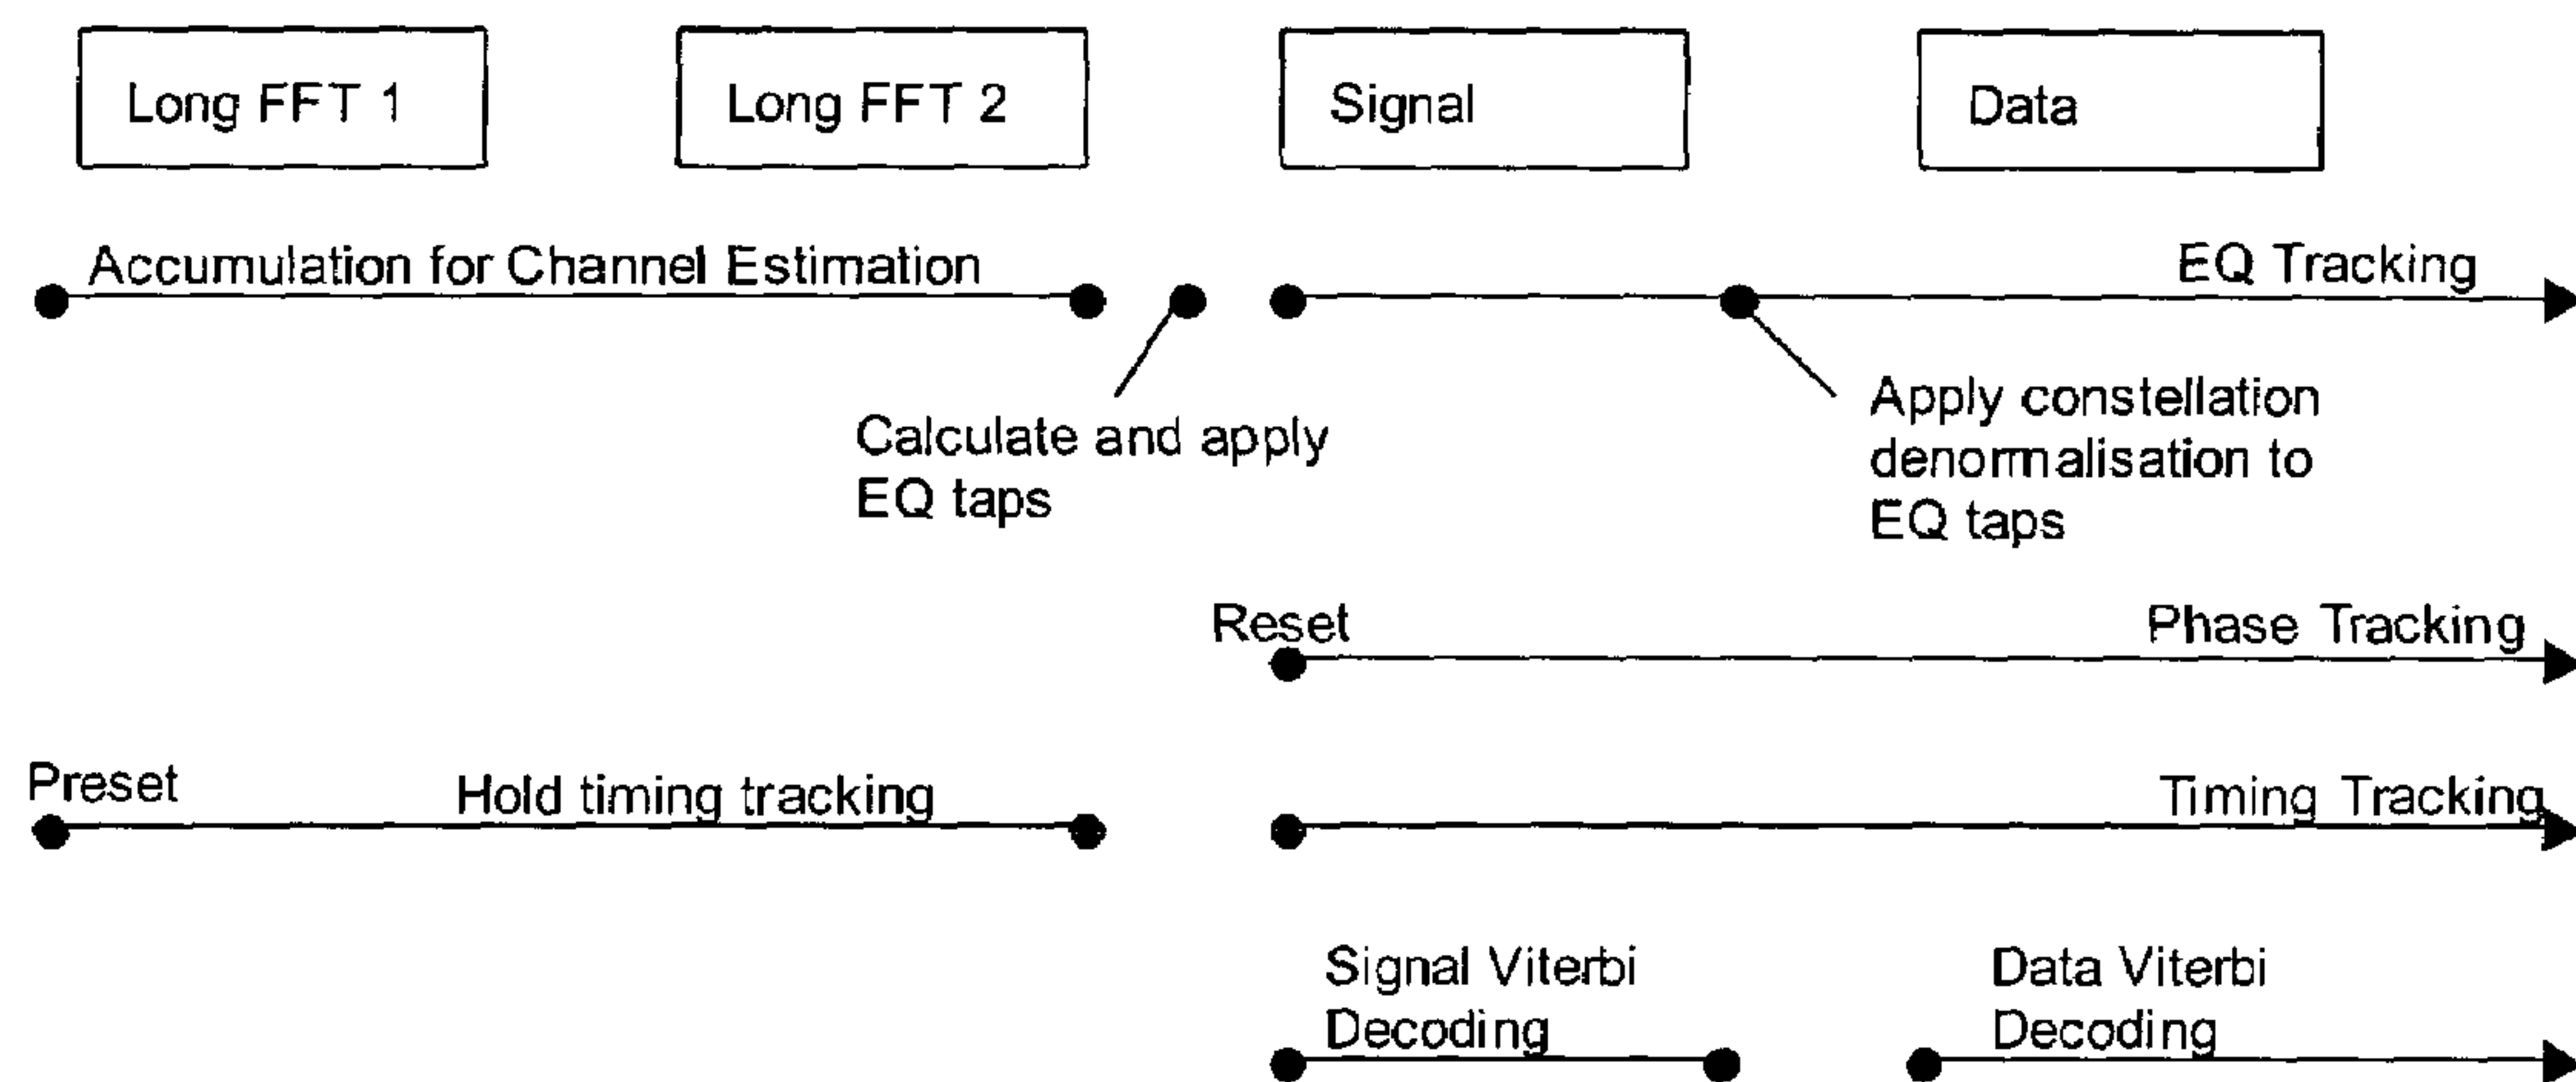 Long FFT 1
Long FFT 2
Signal
Data
Accumulation for Channel Estimation
EQ Tracking
Calculate and apply
EQ taps
Apply constellation
denormalisation to
EQ taps
Reset
Phase Tracking
Preset
Hold timing tracking
Timing Tracking
Signal Viterbi
Decoding
Data Viterbi
Decoding